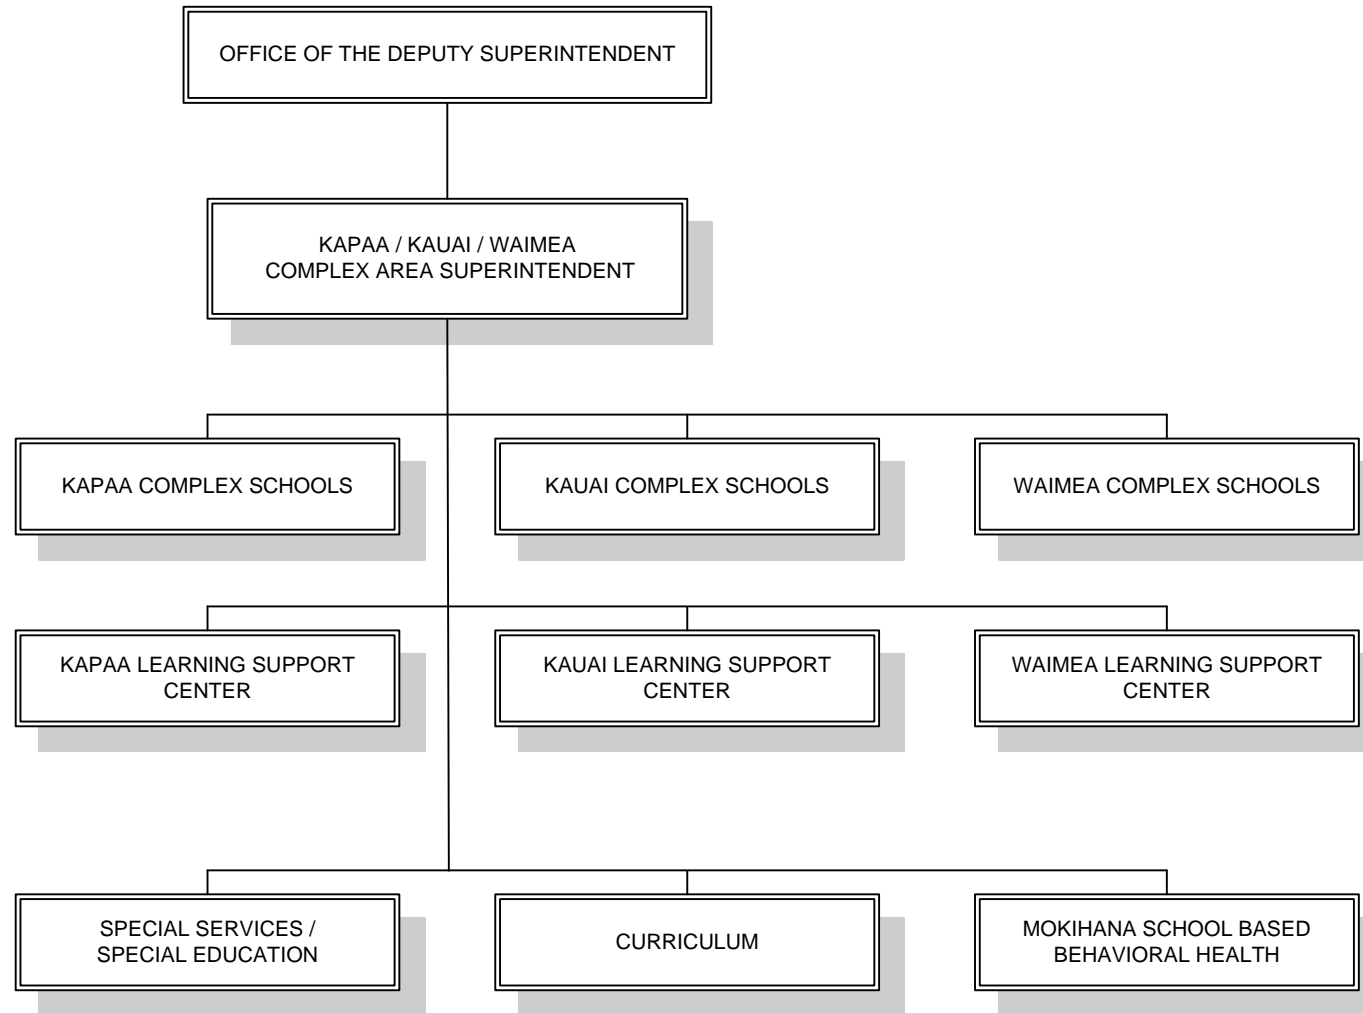 OFFICE OF THE DEPUTY SUPERINTENDENT
KAPAA / KAUAI / WAIMEA
COMPLEX AREA SUPERINTENDENT
KAPAA COMPLEX SCHOOLS
KAUAI COMPLEX SCHOOLS
WAIMEA COMPLEX SCHOOLS
KAPAA LEARNING SUPPORT
CENTER
KAUAI LEARNING SUPPORT
CENTER
WAIMEA LEARNING SUPPORT
CENTER
SPECIAL SERVICES /
SPECIAL EDUCATION
CURRICULUM
MOKIHANA SCHOOL BASED
BEHAVIORAL HEALTH